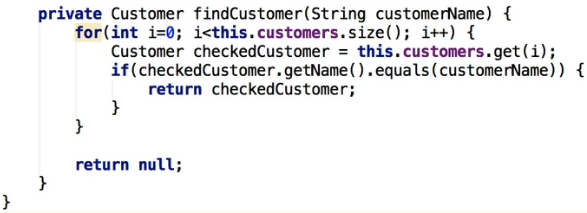 private Customer findCustomer(String customerName) {
for(int i=0; i<this.customers.size(); i++) {
Customer checkedCustomer = this.customers.get(i);
if(checkedCustomer.getName().equals(customerName)) {
return checkedCustomer;
}
}
return null;
}
}